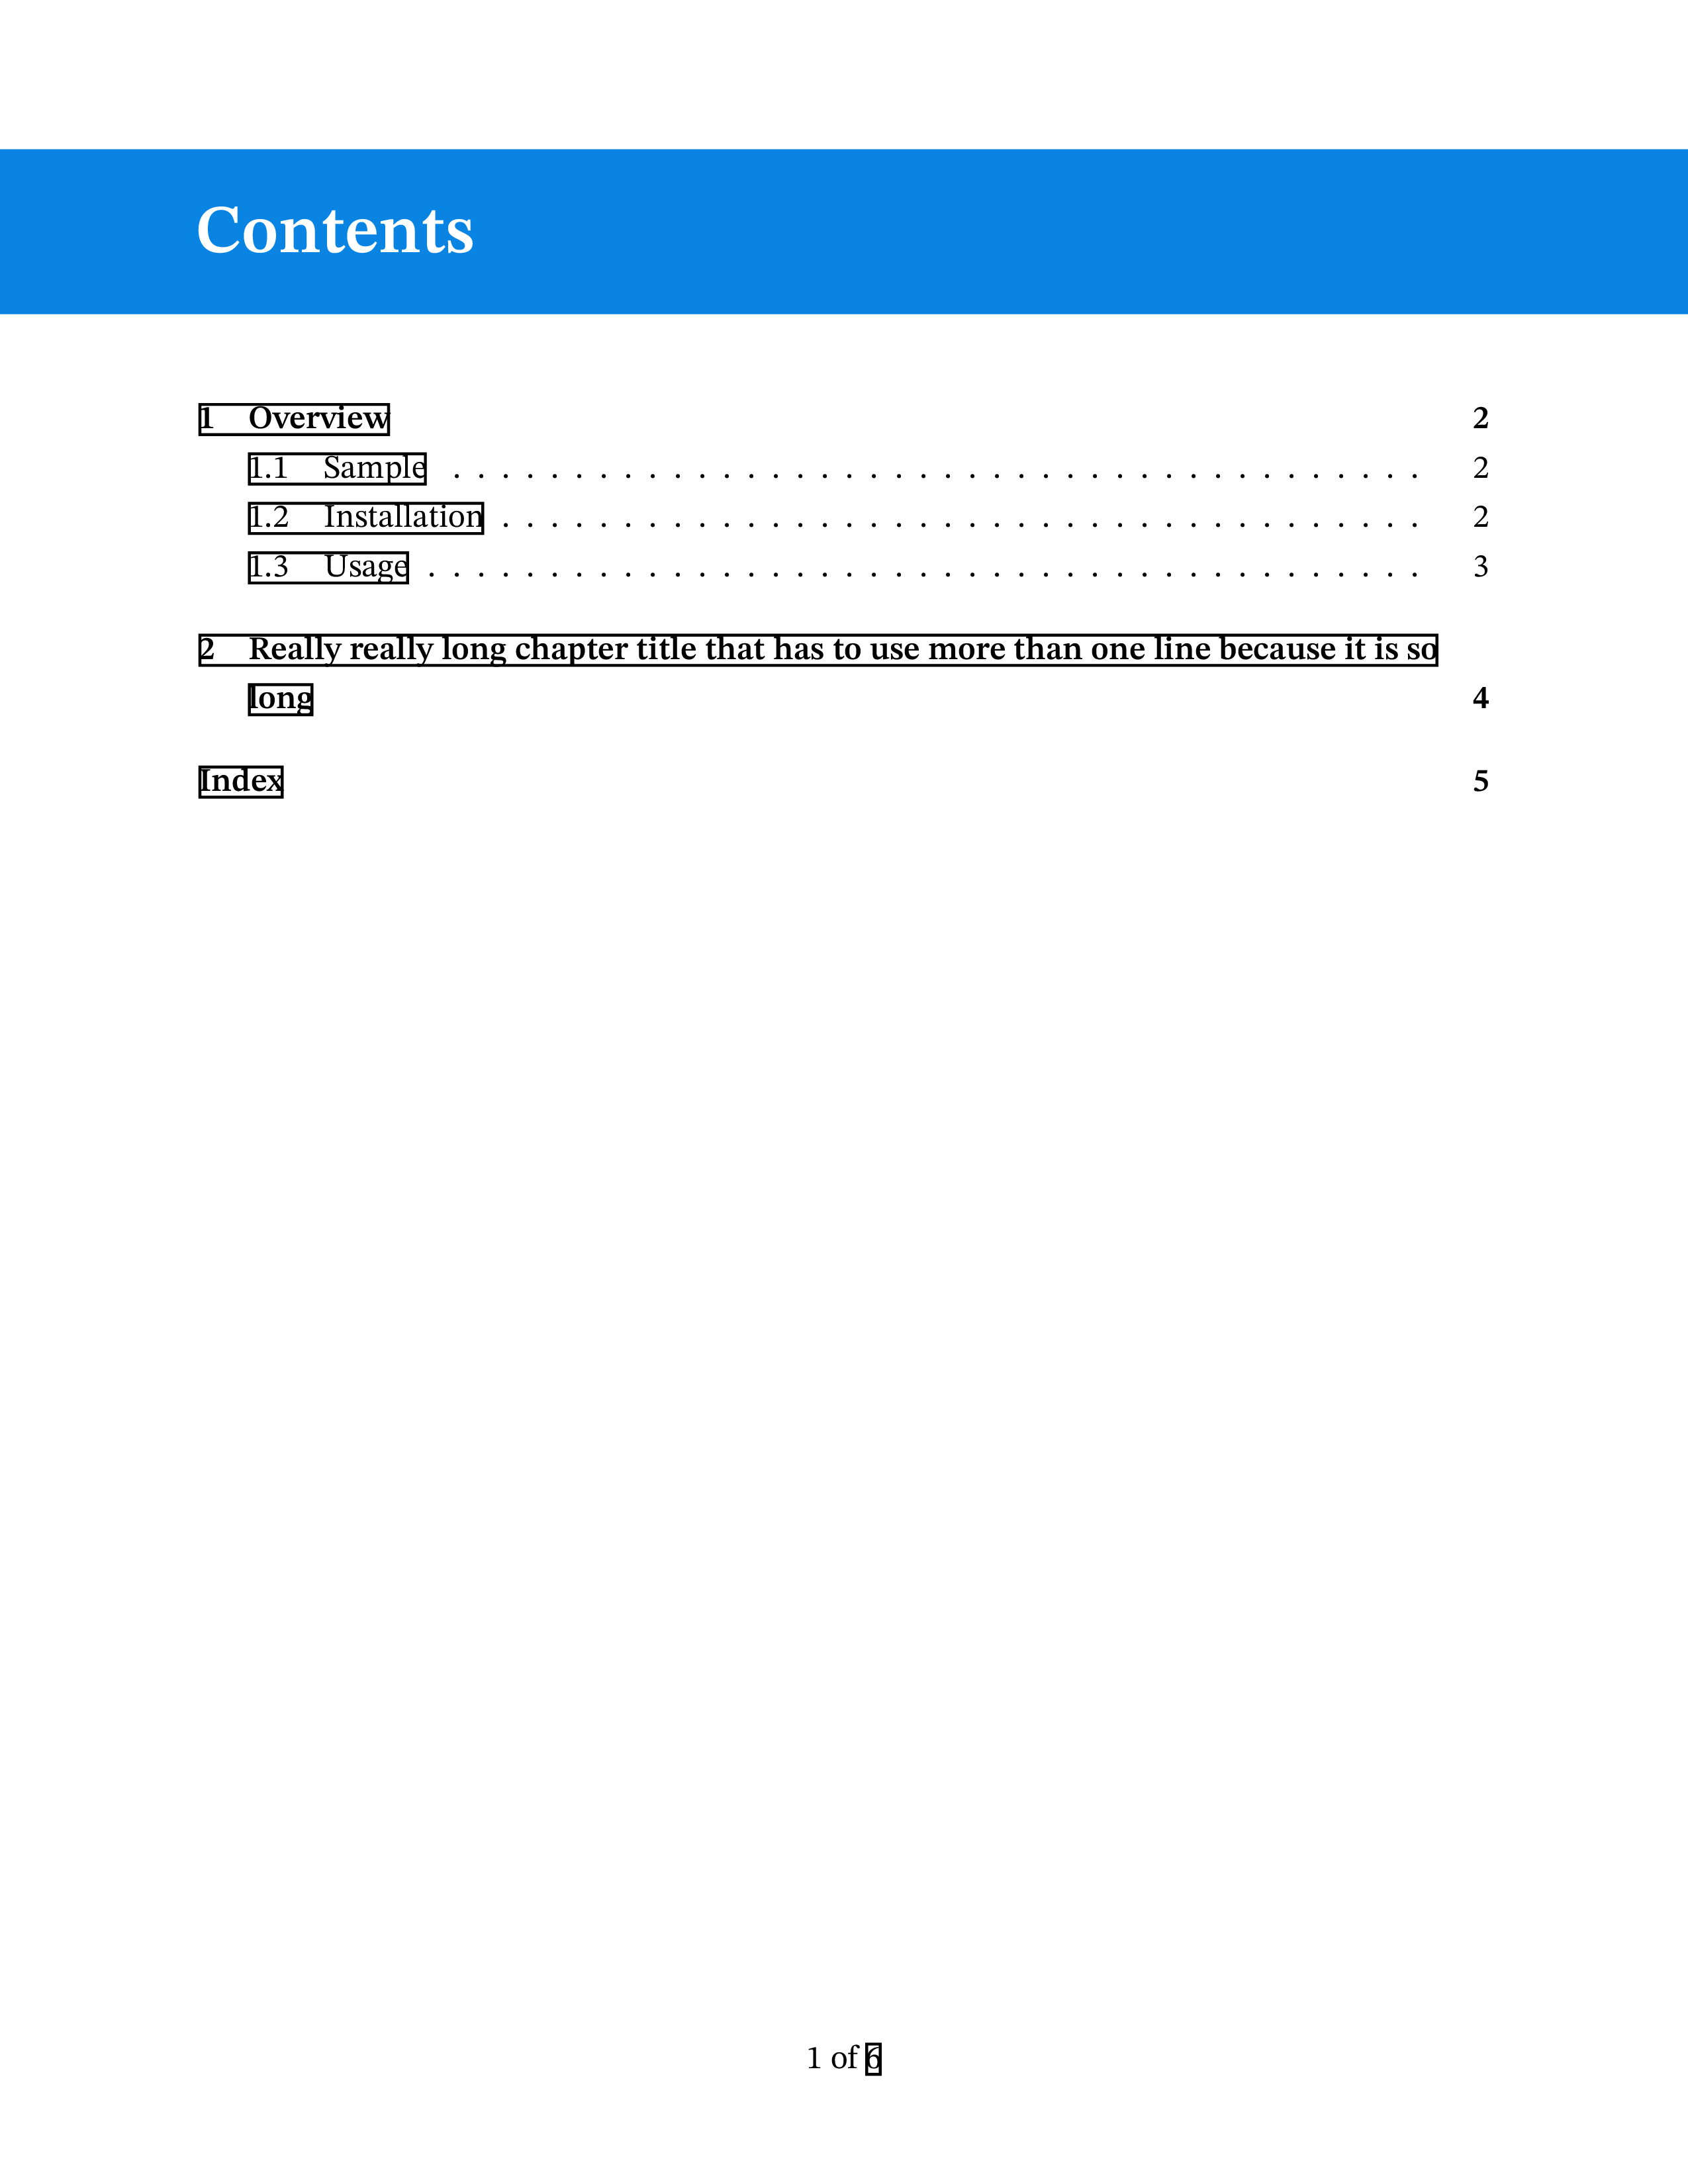 Contents
1 Overview 2
1.1 Sample . . . . . . . . . . . . . . . . . . . . . . . . . . . . . . . . . . . . . . . . 2
1.2 Installation . . . . . . . . . . . . . . . . . . . . . . . . . . . . . . . . . . . . . . 2
1.3 Usage . . . . . . . . . . . . . . . . . . . . . . . . . . . . . . . . . . . . . . . . . 3
2 Really really long chapter title that has to use more than one line because it is so
long 4
Index 5
1 of 6